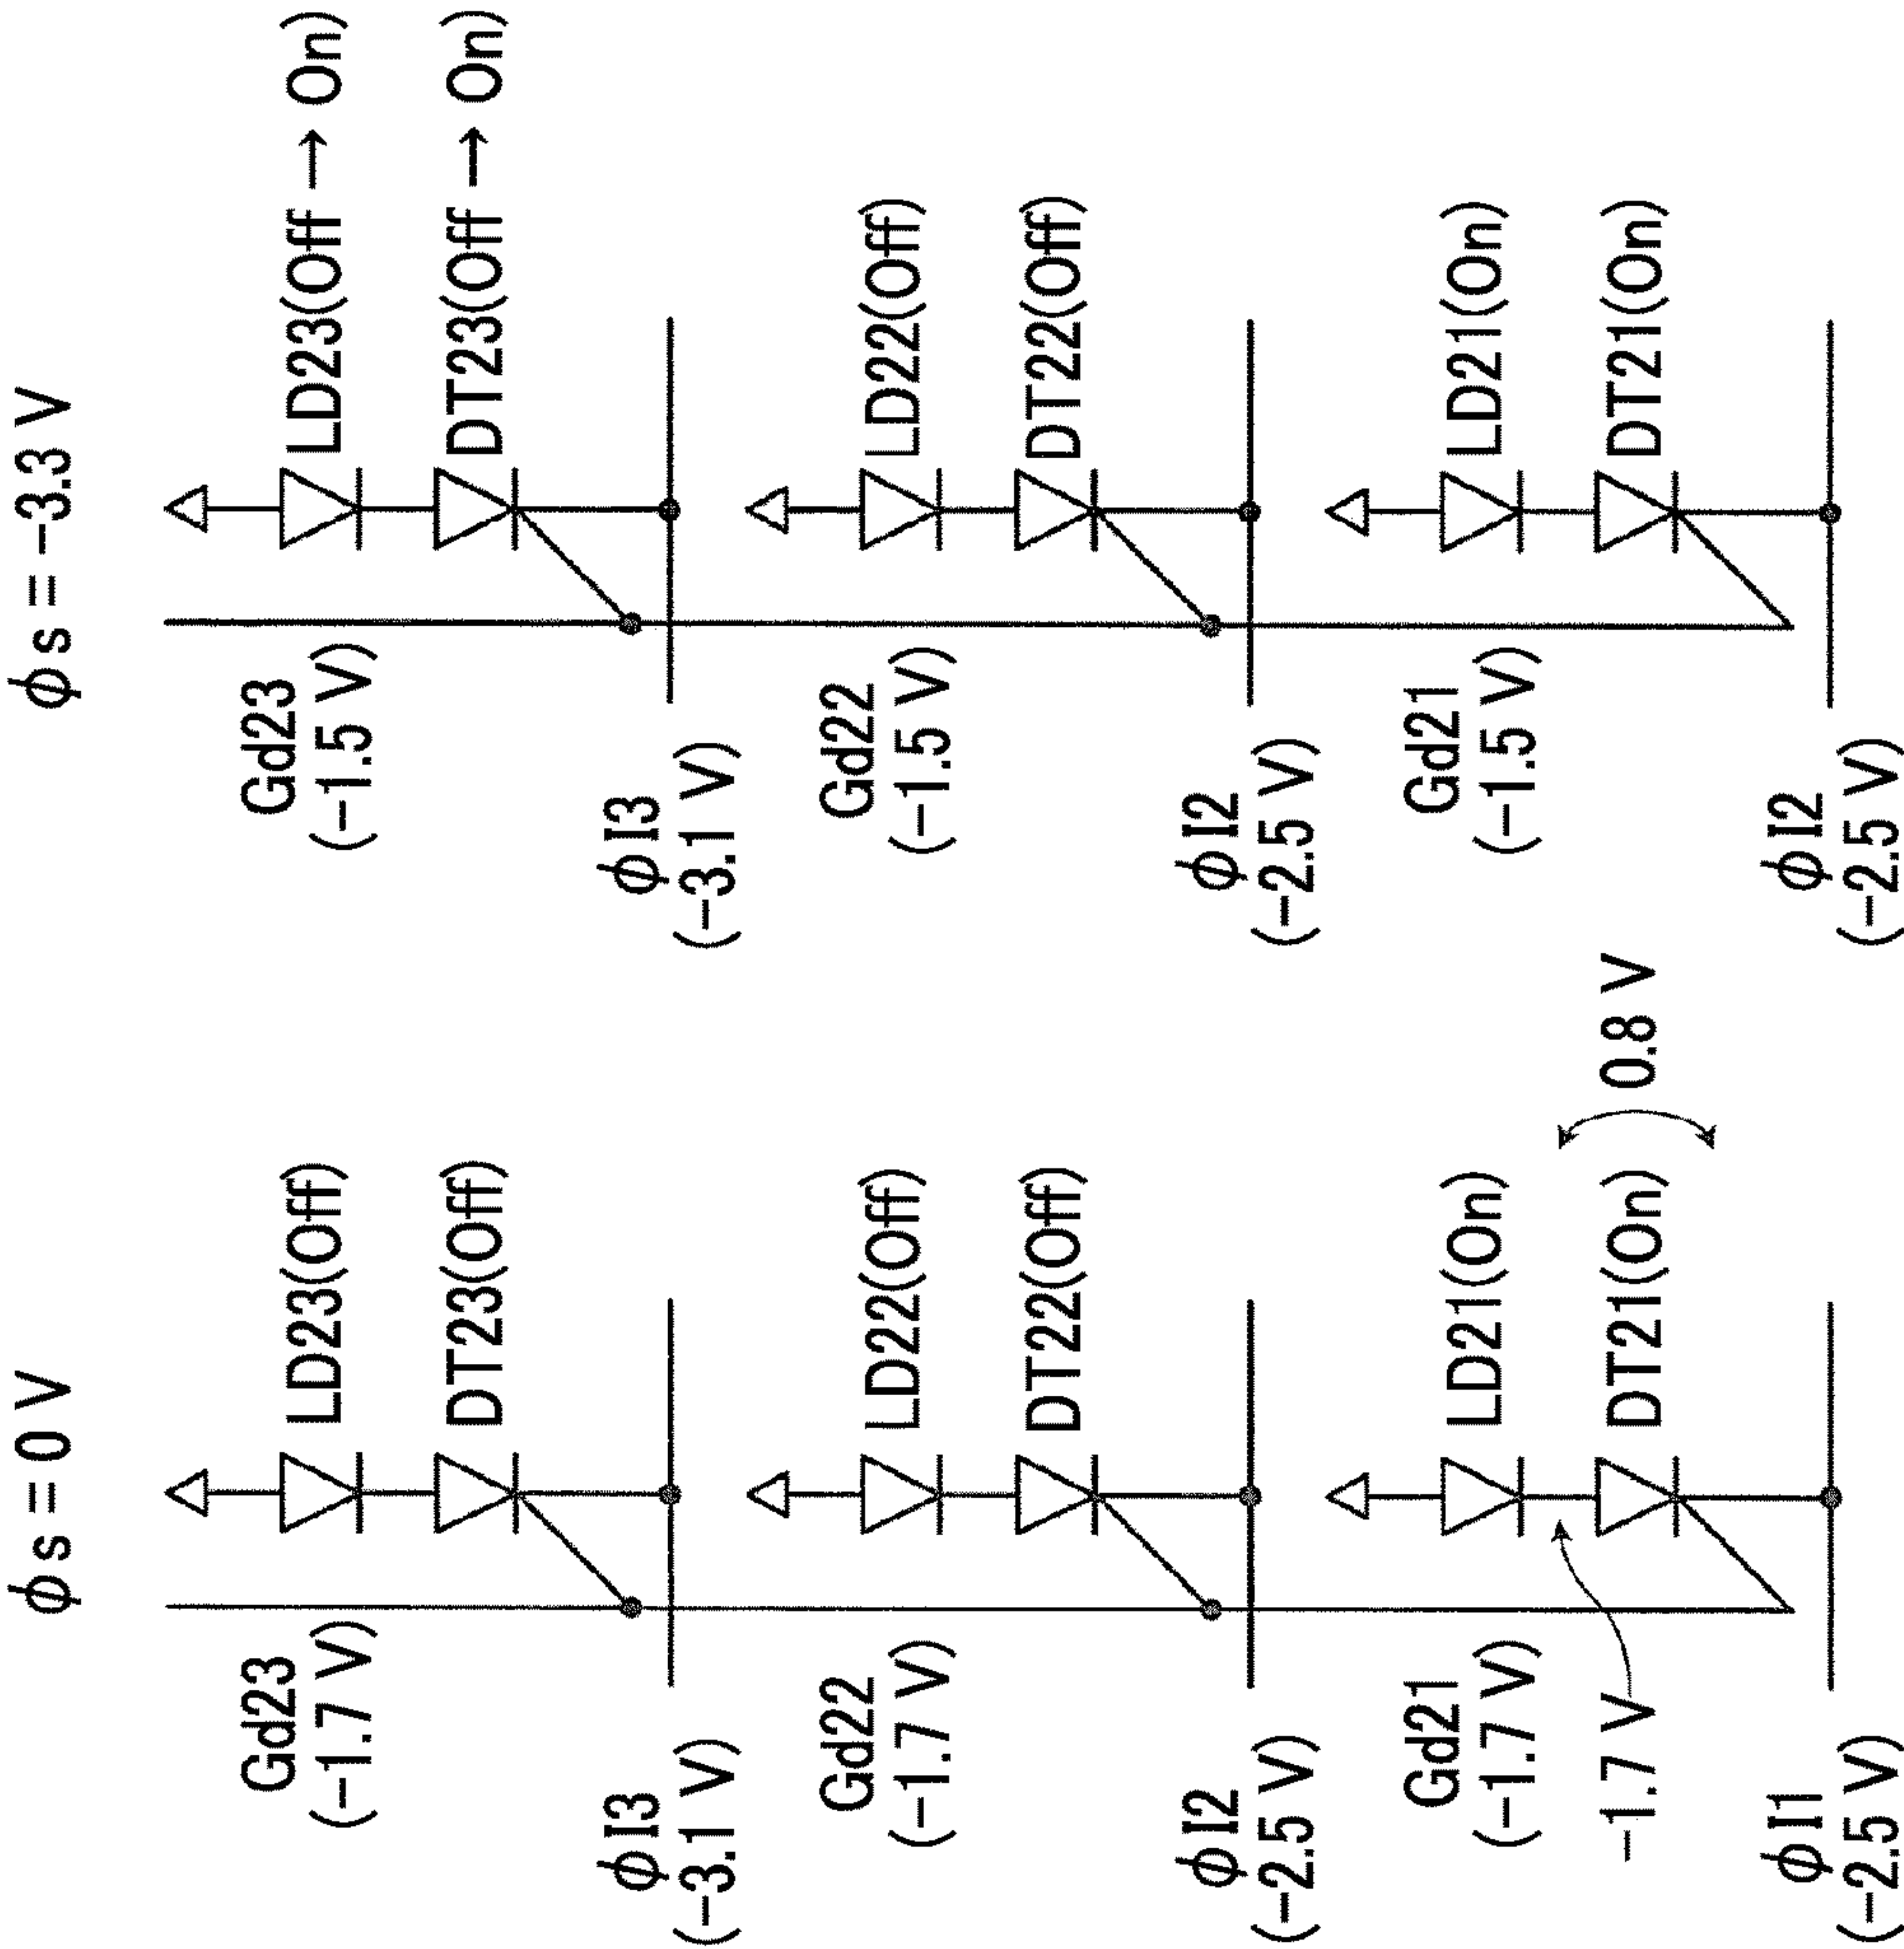 φs = 0 V
LD23(Off)
DT23(Off)
Gd23
(−1.7 V)
φI3
(−3.1 V)
LD22(Off)
DT22(Off)
Gd22
(−1.7 V)
φI2
(−2.5 V)
LD21(On)
DT21(On)
0.8 V
Gd21
(−1.7 V)
−1.7 V
φI1
(−2.5 V)
φs = −3.3 V
LD23(Off → On)
DT23(Off → On)
Gd23
(−1.5 V)
φI3
(−3.1 V)
LD22(Off)
DT22(Off)
Gd22
(−1.5 V)
φI2
(−2.5 V)
LD21(On)
DT21(On)
Gd21
(−1.5 V)
φI2
(−2.5 V)